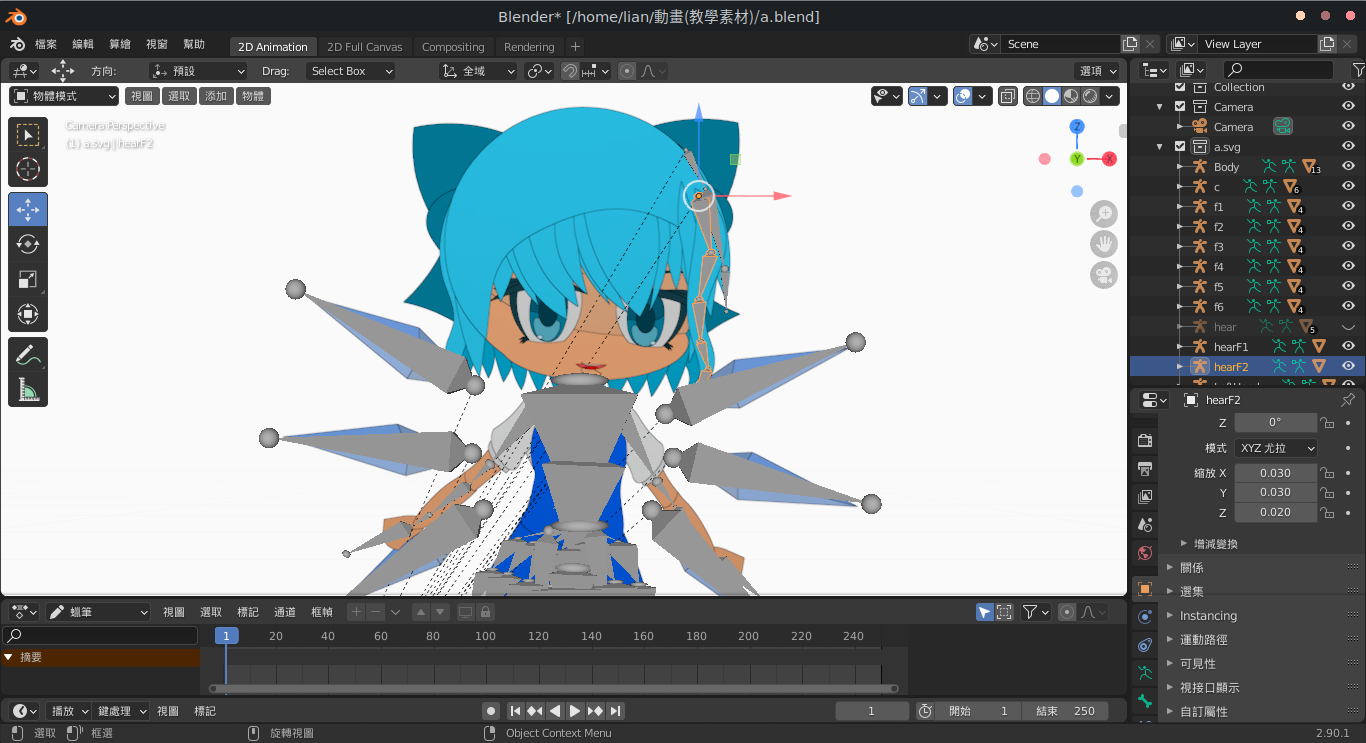 Blender* [/home/lian/動畫(教學素材)/a.blend]
檔案 編輯 算繪 視窗 幫助 2D Animation 2D Full Canvas Compositing Rendering + Scene View Layer
方向: 預設 Drag: Select Box 全域 選項
物體模式 視圖 選取 添加 物體
Camera Perspective
(1) a.svg | hearF2
Z
Y X
Collection
Camera
Camera
a.svg
Body 13
c 6
f1 4
f2 4
f3 4
f4 4
f5 4
f6 4
hear 5
hearF1
hearF2
hearF2
Z 0°
模式 XYZ 尤拉
縮放 X 0.030
Y 0.030
Z 0.020
增減變換
關係
選集
Instancing
運動路徑
可見性
視接口顯示
自訂屬性
蠟筆 視圖 選取 標記 通道 框幀
1 20 40 60 80 100 120 140 160 180 200 220 240
摘要
播放 鍵處理 視圖 標記 1 開始 1 結束 250
選取 框選 旋轉視圖 Object Context Menu 2.90.1